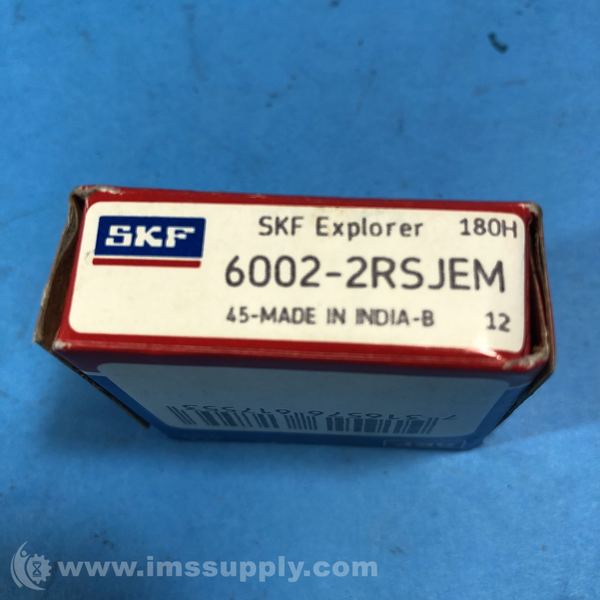 SKF
SKF Explorer 180H
6002-2RSJEM
45-MADE IN INDIA-B 12
www.imssupply.com